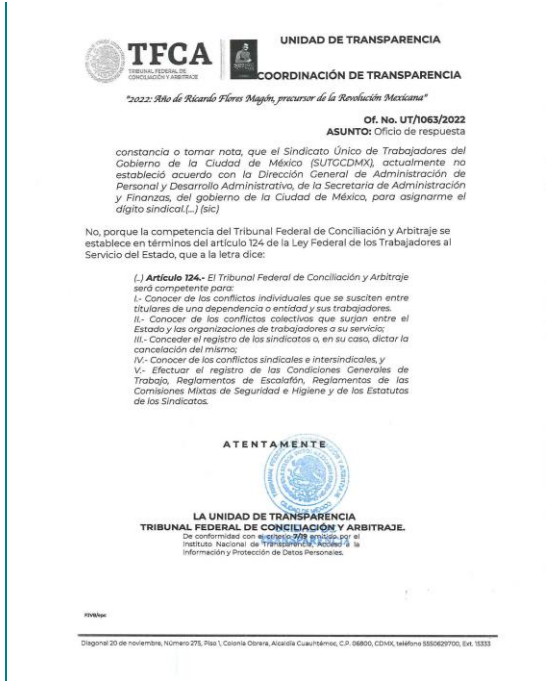 TFCA
TRIBUNAL FEDERAL DE
CONCILIACIÓN Y ARBITRAJE
UNIDAD DE TRANSPARENCIA
COORDINACIÓN DE TRANSPARENCIA
"2022: Año de Ricardo Flores Magón, precursor de la Revolución Mexicana"
Of. No. UT/1063/2022
ASUNTO: Oficio de respuesta
constancia o tomar nota, que el Sindicato Único de Trabajadores del
Gobierno de la Ciudad de México (SUTGCDMX), actualmente no
estableció acuerdo con la Dirección General de Administración de
Personal y Desarrollo Administrativo, de la Secretaria de Administración
y Finanzas, del gobierno de la Ciudad de México, para asignarme el
dígito sindical.(...) (sic)
No, porque la competencia del Tribunal Federal de Conciliación y Arbitraje se
establece en términos del artículo 124 de la Ley Federal de los Trabajadores al
Servicio del Estado, que a la letra dice:
(..) Artículo 124.- El Tribunal Federal de Conciliación y Arbitraje
será competente para:
I.- Conocer de los conflictos individuales que se susciten entre
titulares de una dependencia o entidad y sus trabajadores.
II.- Conocer de los conflictos colectivos que surjan entre el
Estado y las organizaciones de trabajadores a su servicio;
III.- Conceder el registro de los sindicatos o, en su caso, dictar la
cancelación del mismo;
IV.- Conocer de los conflictos sindicales e intersindicales, y
V.- Efectuar el registro de las Condiciones Generales de
Trabajo, Reglamentos de Escalafón, Reglamentos de las
Comisiones Mixtas de Seguridad e Higiene y de los Estatutos
de los Sindicatos.
ATENTAMENTE
LA UNIDAD DE TRANSPARENCIA
TRIBUNAL FEDERAL DE CONCILIACIÓN Y ARBITRAJE.
De conformidad con el criterio 7/19 emitido por el
Instituto Nacional de Transparencia, Acceso a la
Información y Protección de Datos Personales.
Diagonal 20 de noviembre, Número 275, Piso 1, Colonia Obrera, Alcaldía Cuauhtémoc, C.P. 06800, CDMX, teléfono 5550629700, Ext. 15333